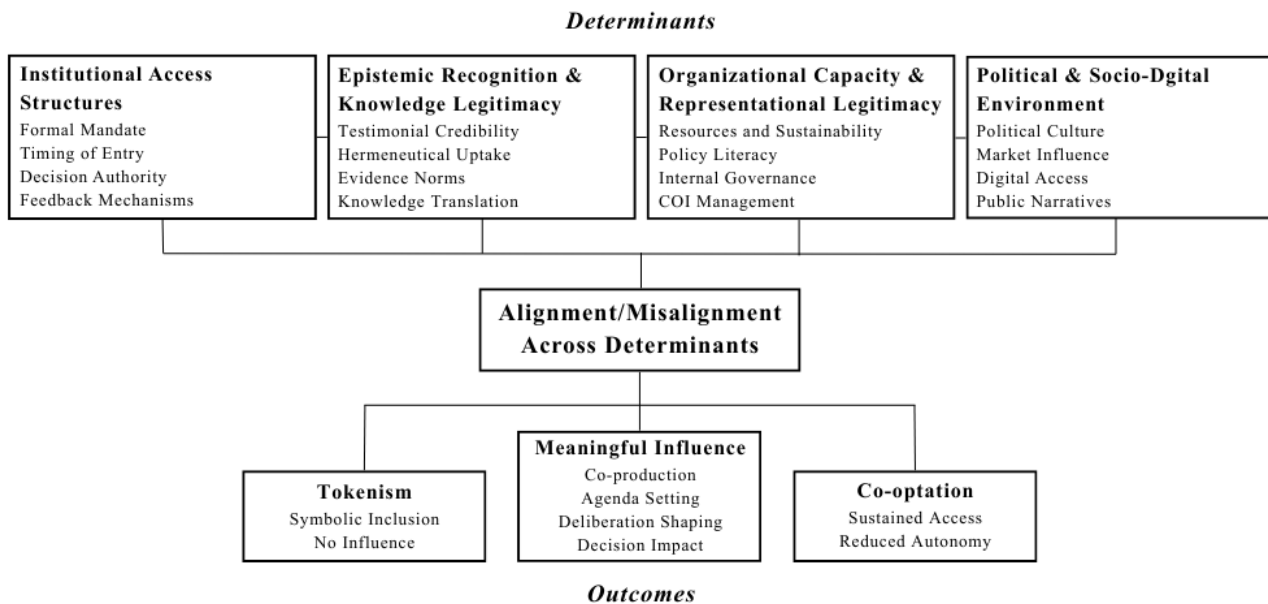 Determinants
Institutional Access
Structures
Formal Mandate
Timing of Entry
Decision Authority
Feedback Mechanisms
Epistemic Recognition &
Knowledge Legitimacy
Testimonial Credibility
Hermeneutical Uptake
Evidence Norms
Knowledge Translation
Organizational Capacity &
Representational Legitimacy
Resources and Sustainability
Policy Literacy
Internal Governance
COI Management
Political & Socio-Dgital
Environment
Political Culture
Market Influence
Digital Access
Public Narratives
Alignment/Misalignment
Across Determinants
Tokenism
Symbolic Inclusion
No Influence
Meaningful Influence
Co-production
Agenda Setting
Deliberation Shaping
Decision Impact
Co-optation
Sustained Access
Reduced Autonomy
Outcomes